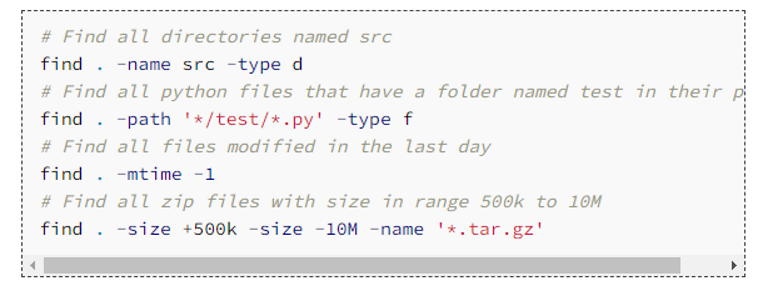 # Find all directories named src
find . -name src -type d
# Find all python files that have a folder named test in their p
find . -path '*/test/*.py' -type f
# Find all files modified in the last day
find . -mtime -1
# Find all zip files with size in range 500k to 10M
find . -size +500k -size -10M -name '*.tar.gz'